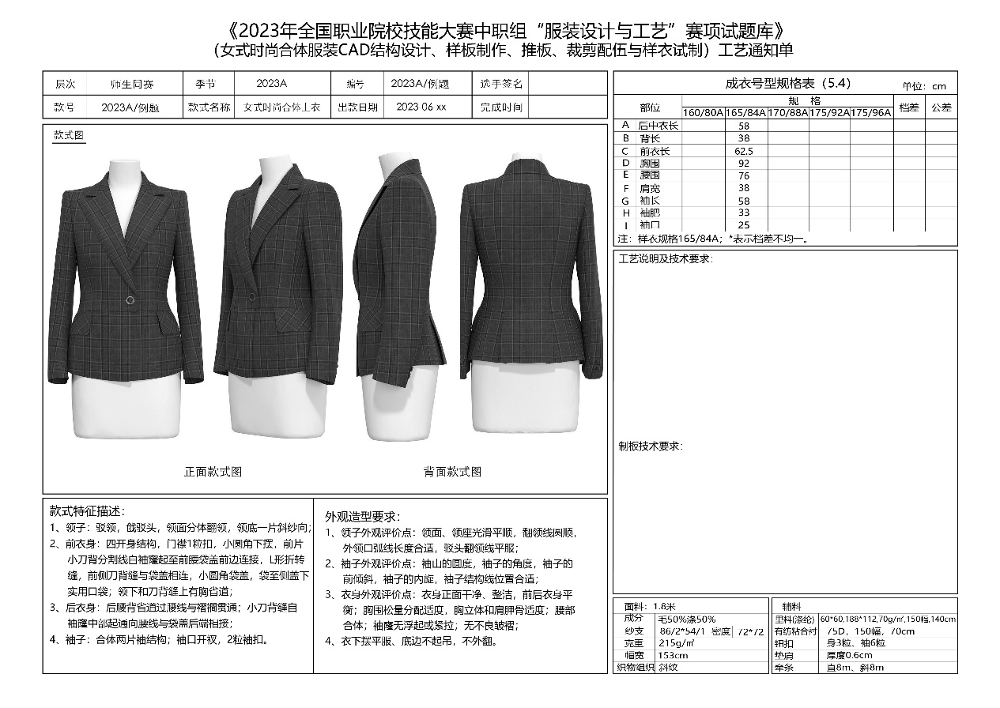 《2023年全国职业院校技能大赛中职组“服装设计与工艺”赛项试题库》
（女式时尚合体服装CAD结构设计、样板制作、推板、裁剪配伍与样衣试制）工艺通知单
层次 师生同赛 季节 2023A 编号 2023A/例题 选手签名
款号 2023A/例题 款式名称 女式时尚合体上衣 出款日期 2023 06 xx 完成时间
款式图
正面款式图 背面款式图
款式特征描述：
1、领子：驳领，戗驳头，领面分体翻领，领底一片斜纱向；
2、前衣身：四开身结构，门襟1粒扣，小圆角下摆，前片
小刀背分割线自袖窿起至前腰袋盖前边连接，L形折转
缝，前侧刀背缝与袋盖相连，小圆角袋盖，袋至侧盖下
实用口袋；领下和刀背缝上有胸省道；
3、后衣身：后腰背省道过腰线与褶裥贯通；小刀背缝自
袖窿中部起通向腰线与袋盖后端相接；
4、袖子：合体两片袖结构；袖口开衩，2粒袖扣。
外观造型要求：
1、领子外观评价点：领面、领座光滑平顺，翻领线圆顺，
外领口弧线长度合适，驳头翻领线平服；
2、袖子外观评价点：袖山的圆度，袖子的角度，袖子的
前倾斜，袖子的内旋，袖子结构线位置合适；
3、衣身外观评价点：衣身正面干净、整洁，前后衣身平
衡；胸围松量分配适度，胸立体和肩胛骨适度；腰部
合体；袖窿无浮起或紧拉；无不良皱褶；
4、衣下摆平服、底边不起吊，不外翻。
成衣号型规格表（5.4） 单位：cm
部位 规 格 档差 公差
160/80A 165/84A 170/88A 175/92A 175/96A
A 后中衣长 58
B 背长 38
C 前衣长 62.5
D 胸围 92
E 腰围 76
F 肩宽 38
G 袖长 58
H 袖肥 33
I 袖口 25
注：样衣规格165/84A；*表示档差不均一。
工艺说明及技术要求：
制板技术要求：
面料：1.8米
成分 毛50%涤50%
纱支 86/2*54/1 密度 72*72
克重 215g/㎡
幅宽 153cm
织物组织 斜纹
辅料
里料(涤纶) 60*60,188*112,70g/㎡,150幅,140cm
有纺粘合衬 75D，150幅，70cm
钮扣 身3粒、袖6粒
垫肩 厚度0.6cm
牵条 直8m、斜8m